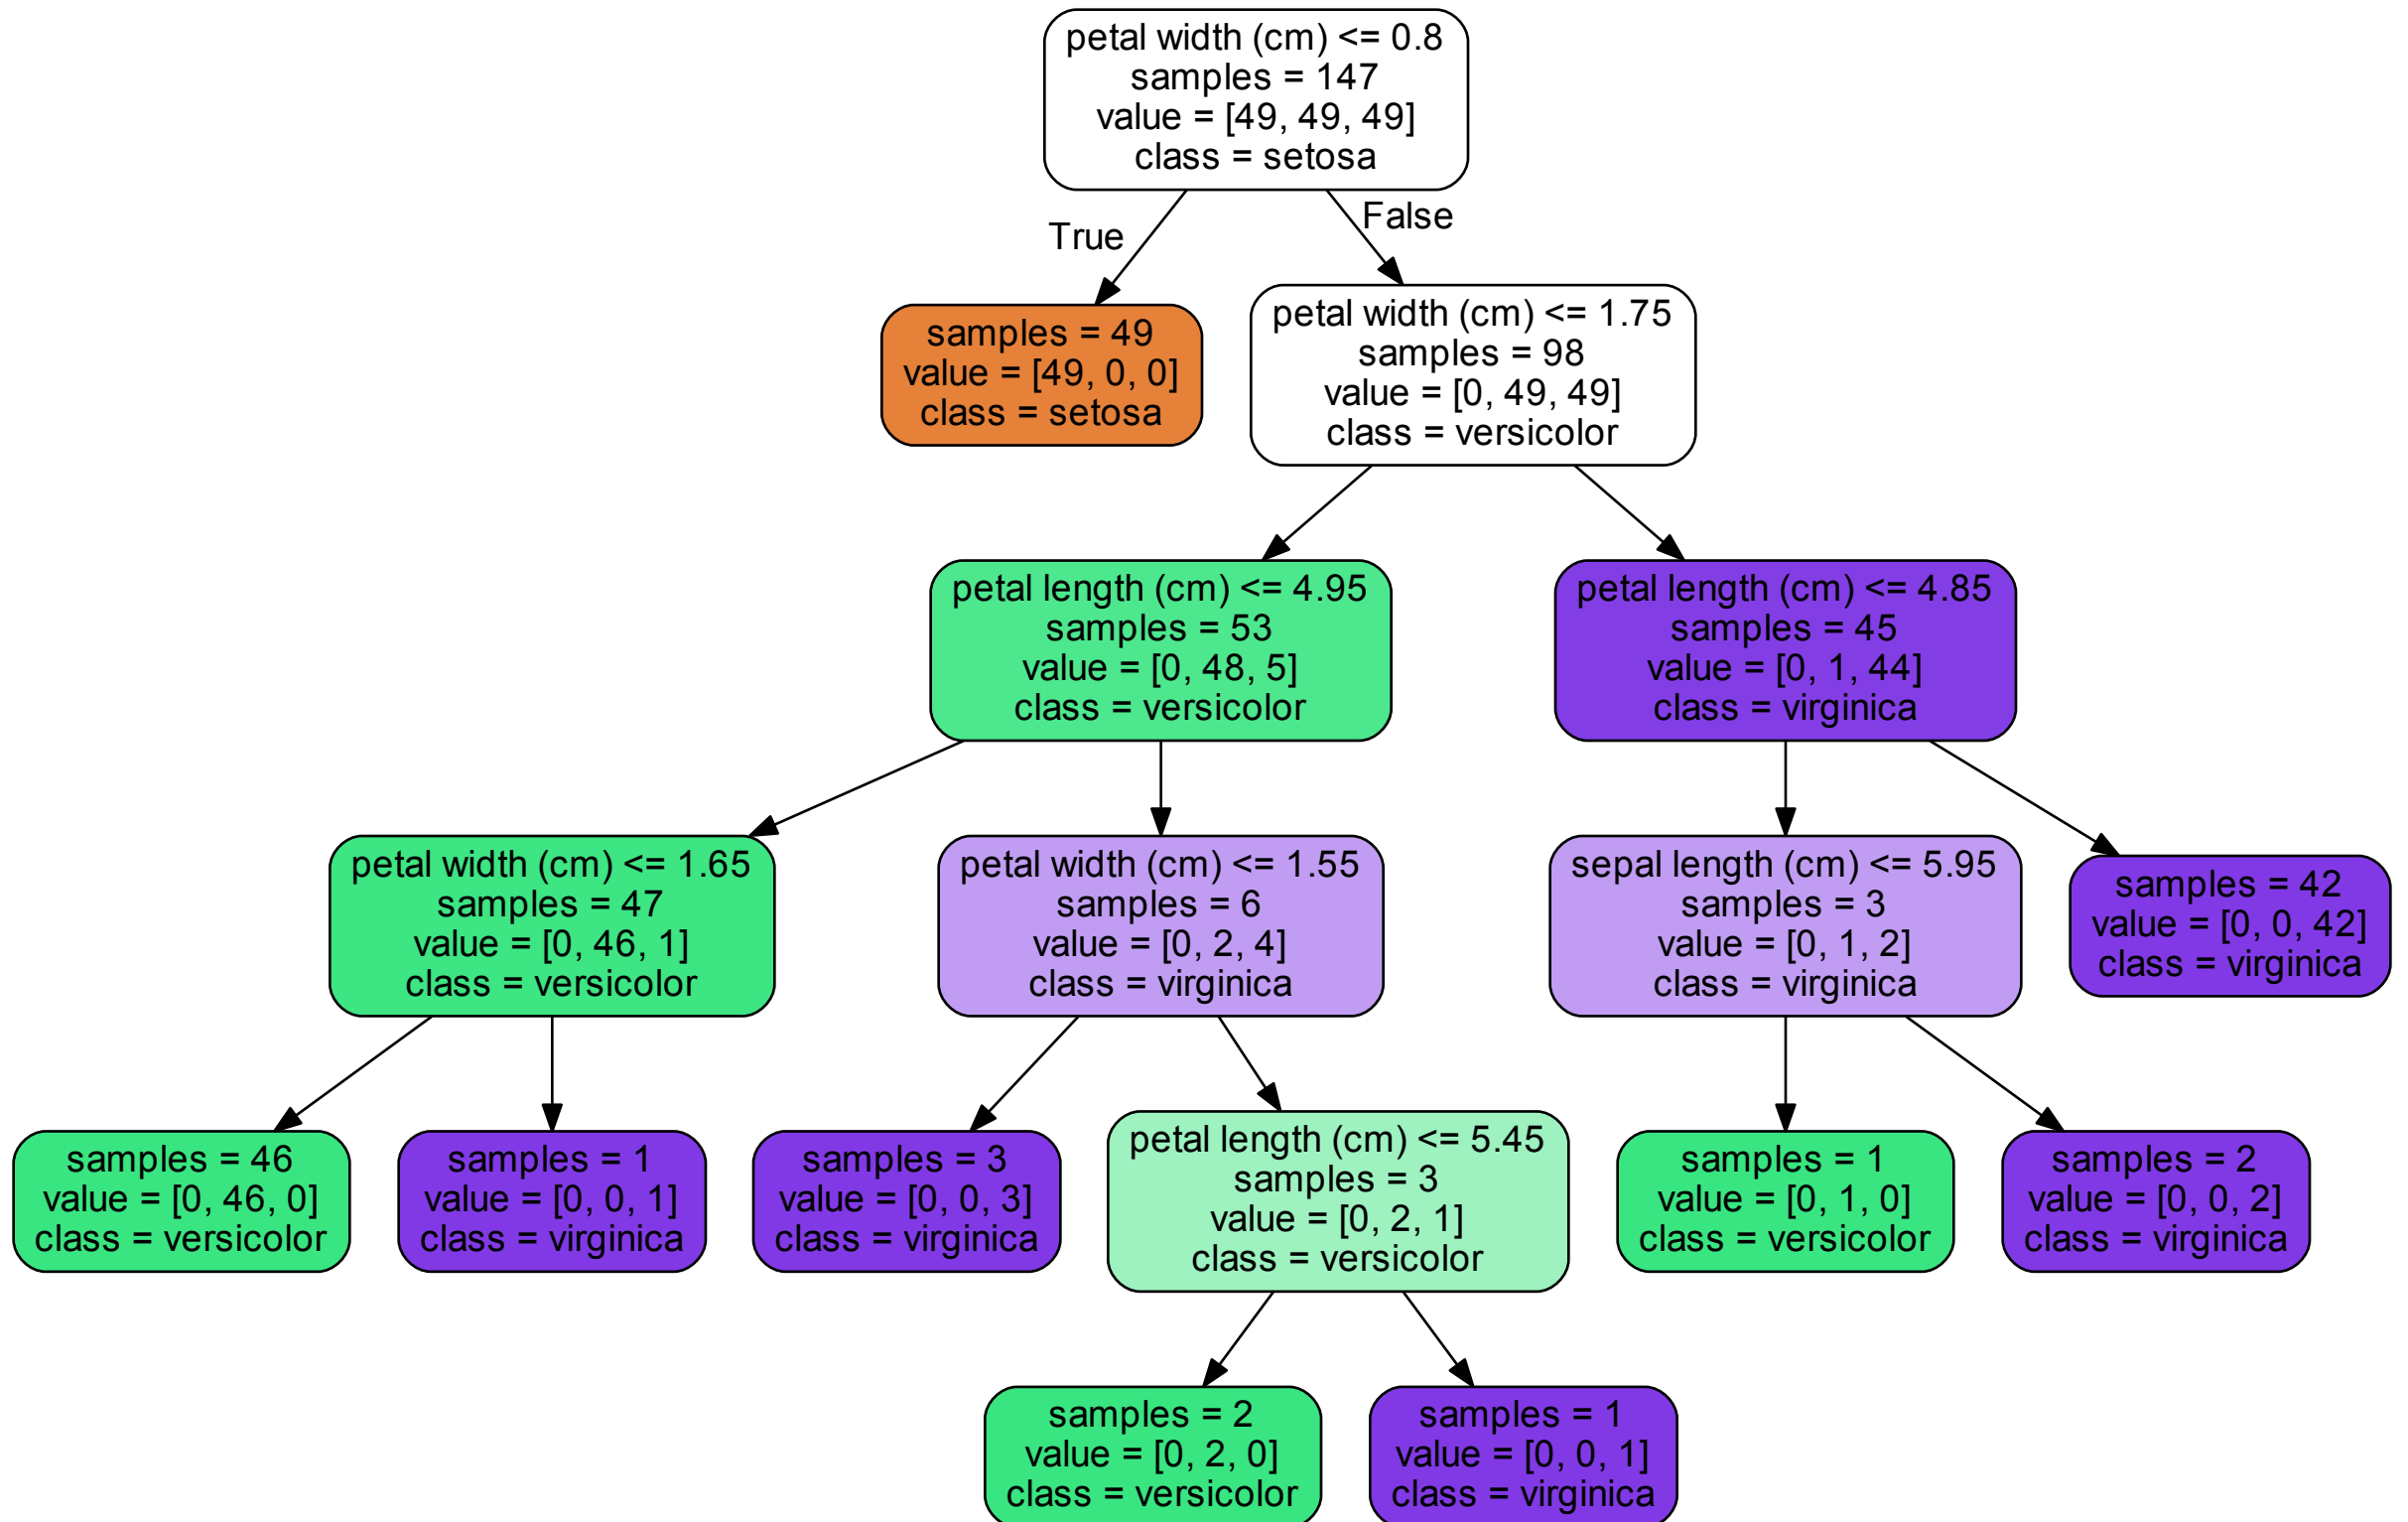 petal width (cm) <= 0.8
samples = 147
value = [49, 49, 49]
class = setosa
True
False
samples = 49
value = [49, 0, 0]
class = setosa
petal width (cm) <= 1.75
samples = 98
value = [0, 49, 49]
class = versicolor
petal length (cm) <= 4.95
samples = 53
value = [0, 48, 5]
class = versicolor
petal length (cm) <= 4.85
samples = 45
value = [0, 1, 44]
class = virginica
petal width (cm) <= 1.65
samples = 47
value = [0, 46, 1]
class = versicolor
petal width (cm) <= 1.55
samples = 6
value = [0, 2, 4]
class = virginica
sepal length (cm) <= 5.95
samples = 3
value = [0, 1, 2]
class = virginica
samples = 42
value = [0, 0, 42]
class = virginica
samples = 46
value = [0, 46, 0]
class = versicolor
samples = 1
value = [0, 0, 1]
class = virginica
samples = 3
value = [0, 0, 3]
class = virginica
petal length (cm) <= 5.45
samples = 3
value = [0, 2, 1]
class = versicolor
samples = 1
value = [0, 1, 0]
class = versicolor
samples = 2
value = [0, 0, 2]
class = virginica
samples = 2
value = [0, 2, 0]
class = versicolor
samples = 1
value = [0, 0, 1]
class = virginica